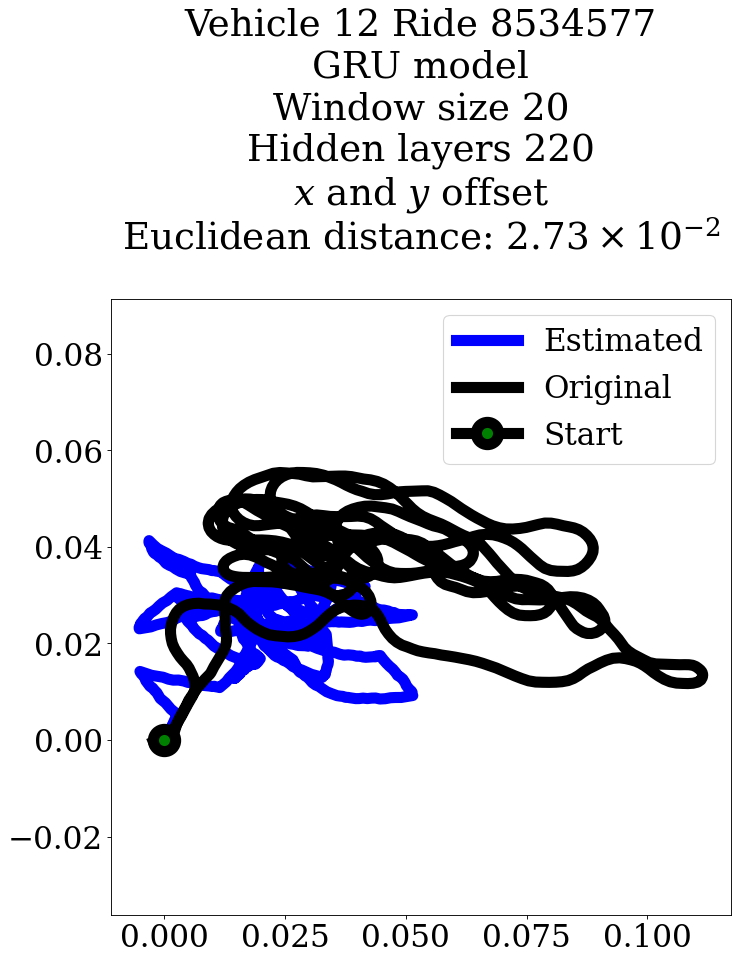 Vehicle 12 Ride 8534577
GRU model
Window size 20
Hidden layers 220
x and y offset
Euclidean distance: 2.73 × 10⁻²
Estimated
Original
Start
0.08
0.06
0.04
0.02
0.00
−0.02
0.000 0.025 0.050 0.075 0.100